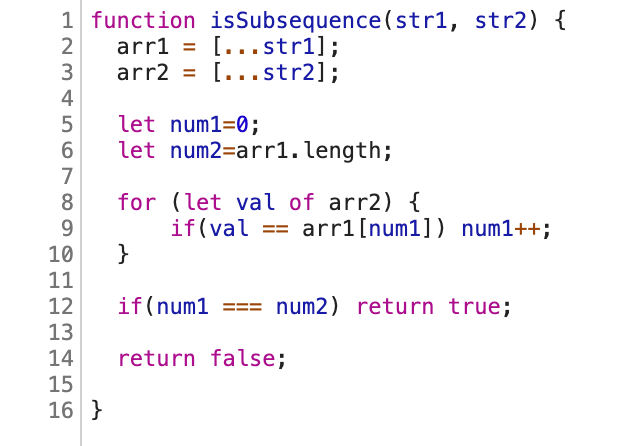 1 function isSubsequence(str1, str2) {
2   arr1 = [...str1];
3   arr2 = [...str2];
4
5   let num1=0;
6   let num2=arr1.length;
7
8   for (let val of arr2) {
9       if(val == arr1[num1]) num1++;
10   }
11
12   if(num1 === num2) return true;
13
14   return false;
15
16 }